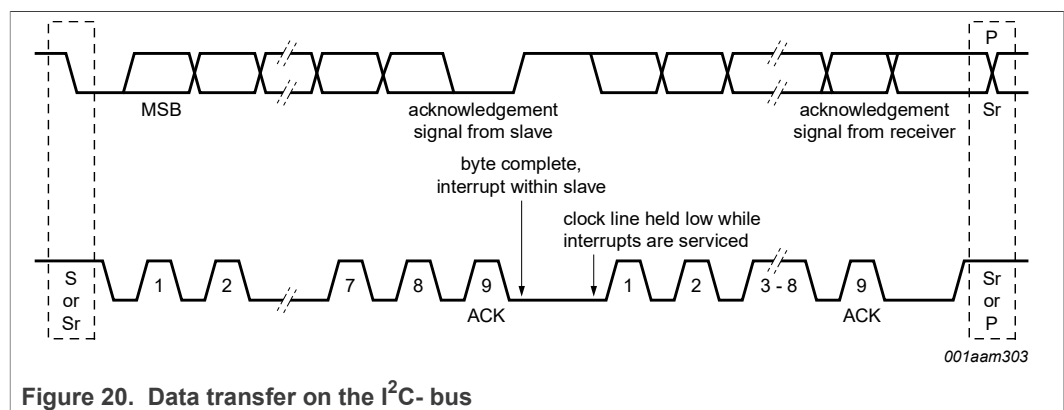 P
MSB
acknowledgement
signal from slave
acknowledgement
signal from receiver
Sr
byte complete,
interrupt within slave
clock line held low while
interrupts are serviced
S
or
Sr
1
2
7
8
9
ACK
1
2
3 - 8
9
ACK
Sr
or
P
001aam303
Figure 20. Data transfer on the I²C- bus